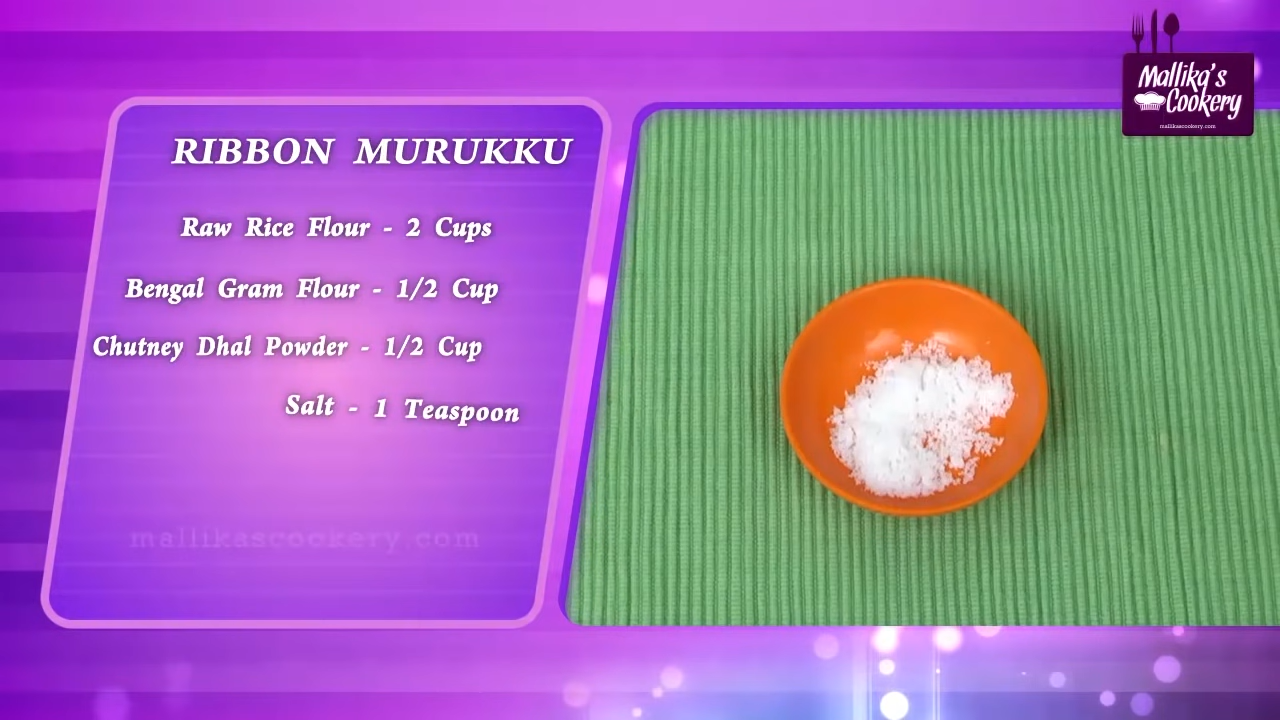 RIBBON MURUKKU
Raw Rice Flour - 2 Cups
Bengal Gram Flour - 1/2 Cup
Chutney Dhal Powder - 1/2 Cup
Salt - 1 Teaspoon
mallikascookery.com
Mallika's
Cookery
mallikascookery.com